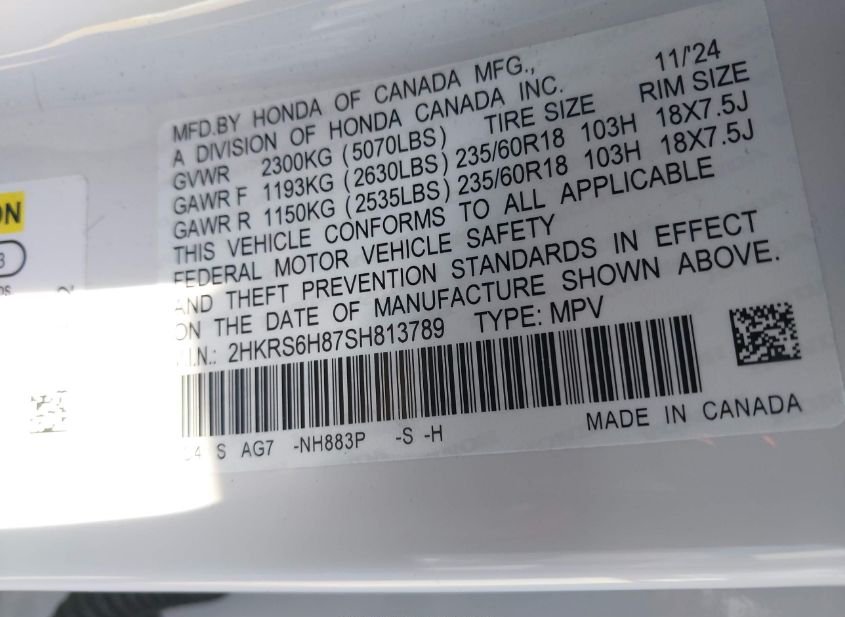 MFD.BY HONDA OF CANADA MFG., 11/'24
A DIVISION OF HONDA CANADA INC.
GVWR 2300KG (5070LBS) TIRE SIZE RIM SIZE
GAWR F 1193KG (2630LBS) 235/60R18 103H 18X7.5J
GAWR R 1150KG (2535LBS) 235/60R18 103H 18X7.5J
THIS VEHICLE CONFORMS TO ALL APPLICABLE
FEDERAL MOTOR VEHICLE SAFETY
AND THEFT PREVENTION STANDARDS IN EFFECT
ON THE DATE OF MANUFACTURE SHOWN ABOVE.
V.I.N.: 2HKRS6H87SH813789 TYPE: MPV
S AG7 -NH883P -S -H
MADE IN CANADA